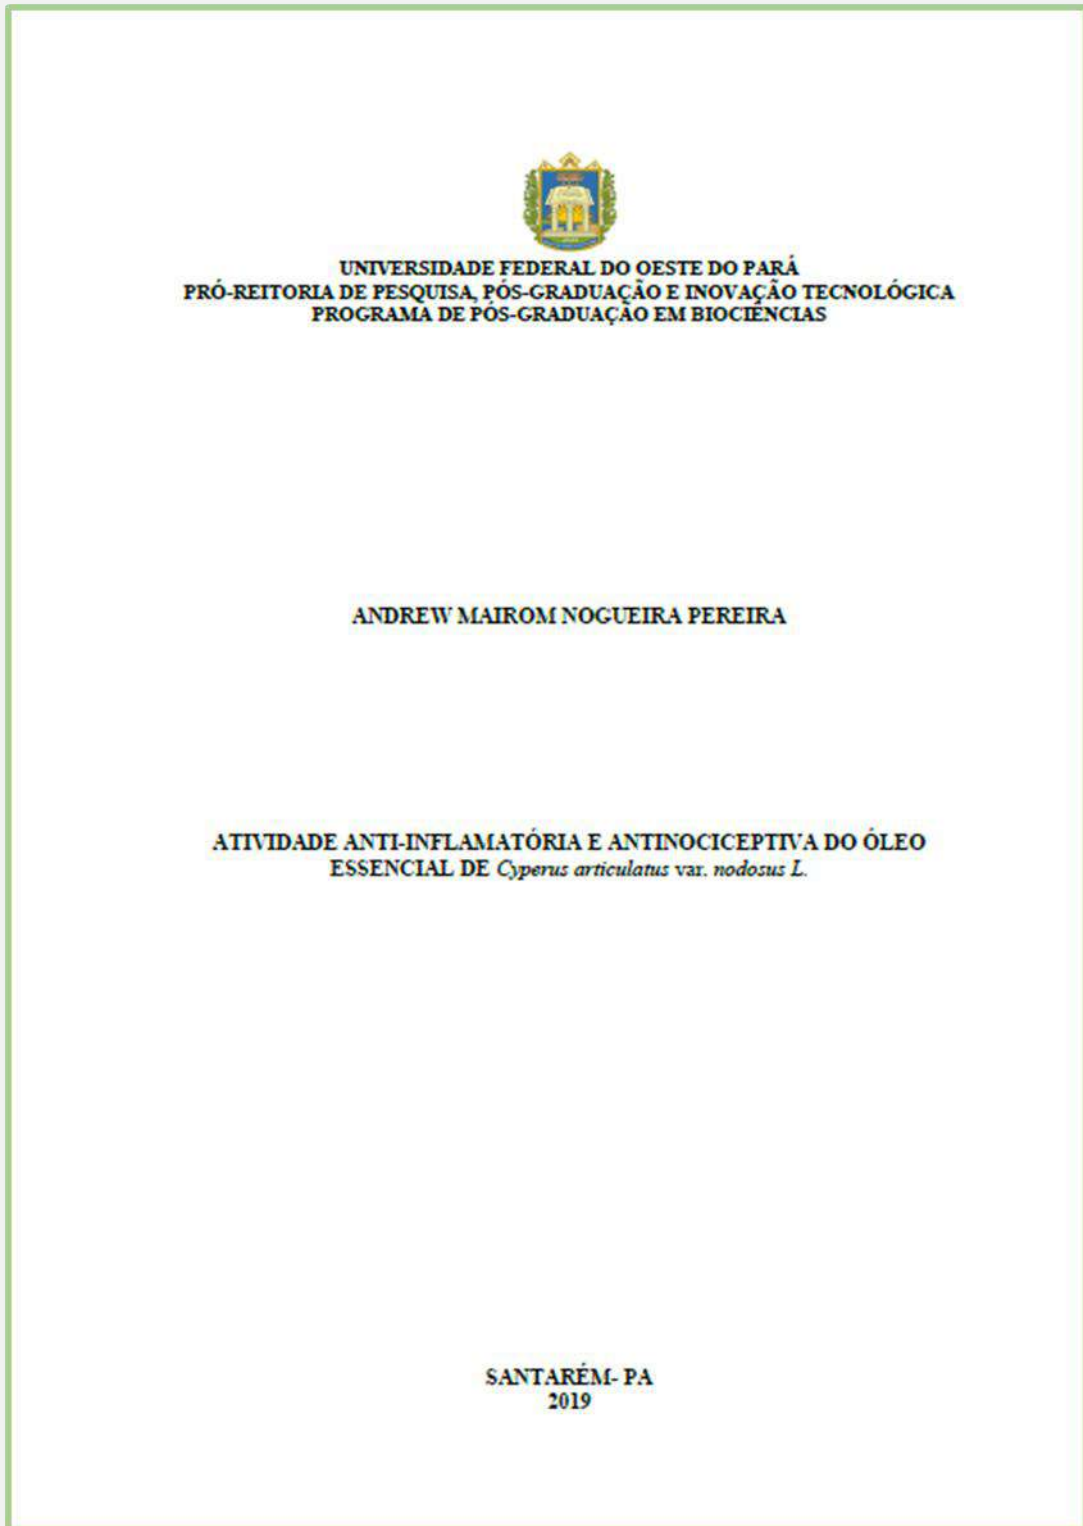 UNIVERSIDADE FEDERAL DO OESTE DO PARÁ
PRÓ-REITORIA DE PESQUISA, PÓS-GRADUAÇÃO E INOVAÇÃO TECNOLÓGICA
PROGRAMA DE PÓS-GRADUAÇÃO EM BIOCIÊNCIAS
ANDREW MAIROM NOGUEIRA PEREIRA
ATIVIDADE ANTI-INFLAMATÓRIA E ANTINOCICEPTIVA DO ÓLEO
ESSENCIAL DE Cyperus articulatus var. nodosus L.
SANTARÉM- PA
2019